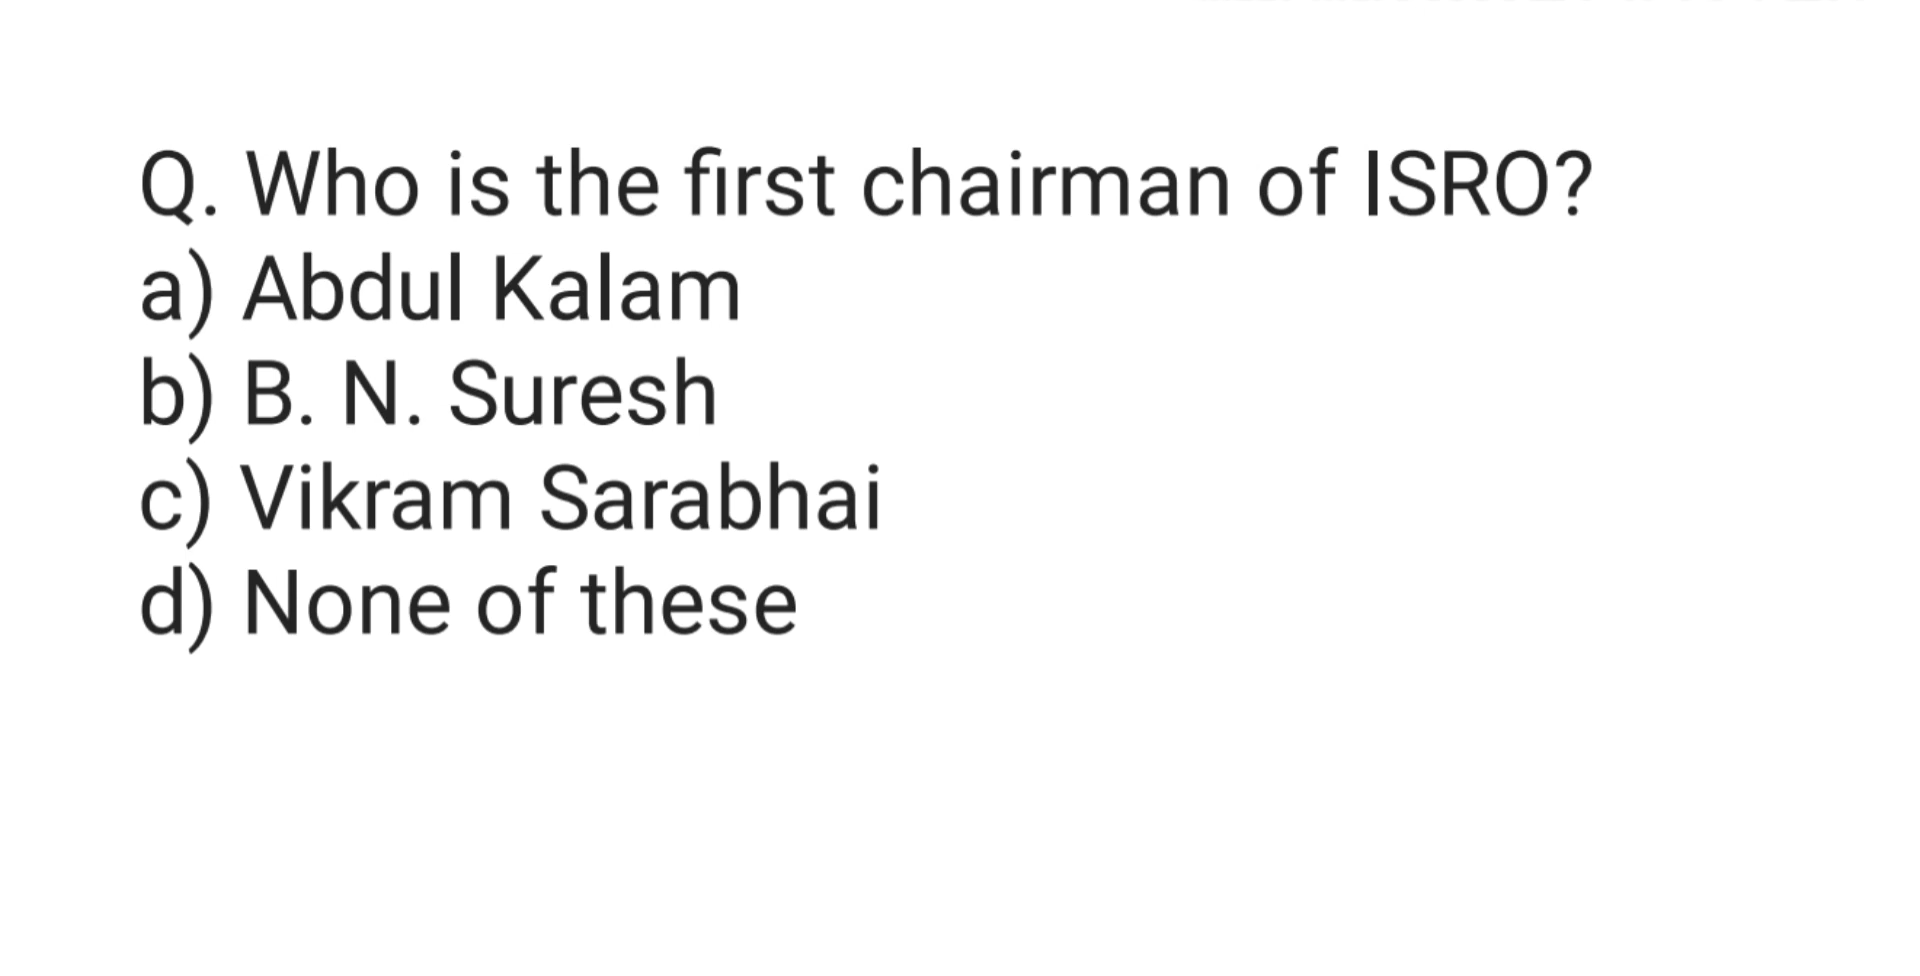 Q. Who is the first chairman of ISRO?
a) Abdul Kalam
b) B. N. Suresh
c) Vikram Sarabhai
d) None of these